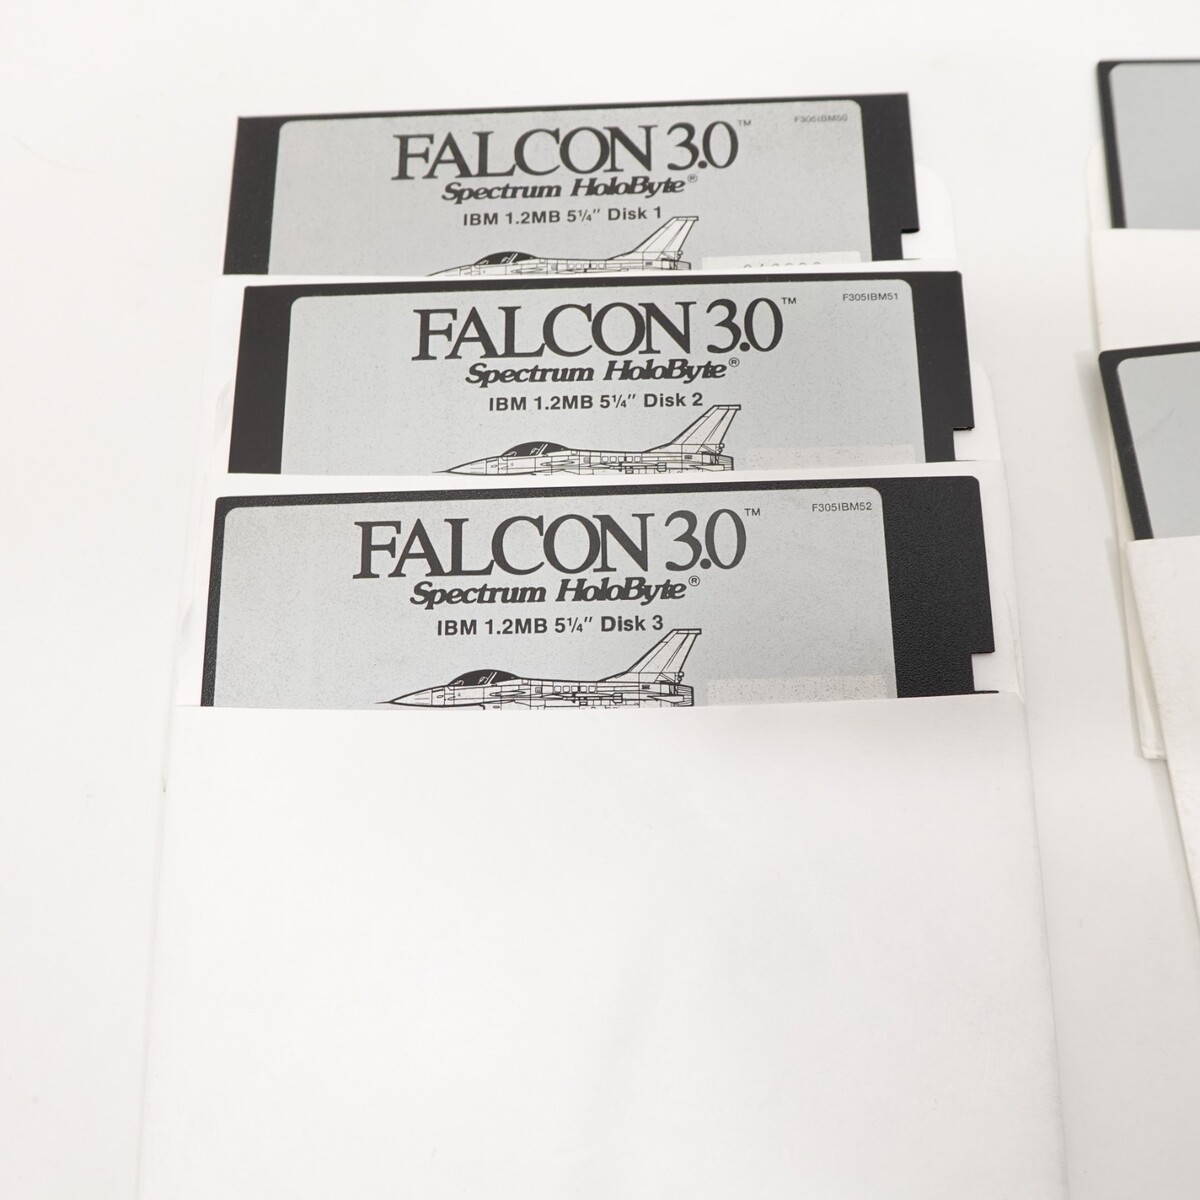 FALCON 3.0™
F305IBM50
Spectrum HoloByte®
IBM 1.2MB 5¼″ Disk 1
FALCON 3.0™
F305IBM51
Spectrum HoloByte®
IBM 1.2MB 5¼″ Disk 2
FALCON 3.0™
F305IBM52
Spectrum HoloByte®
IBM 1.2MB 5¼″ Disk 3